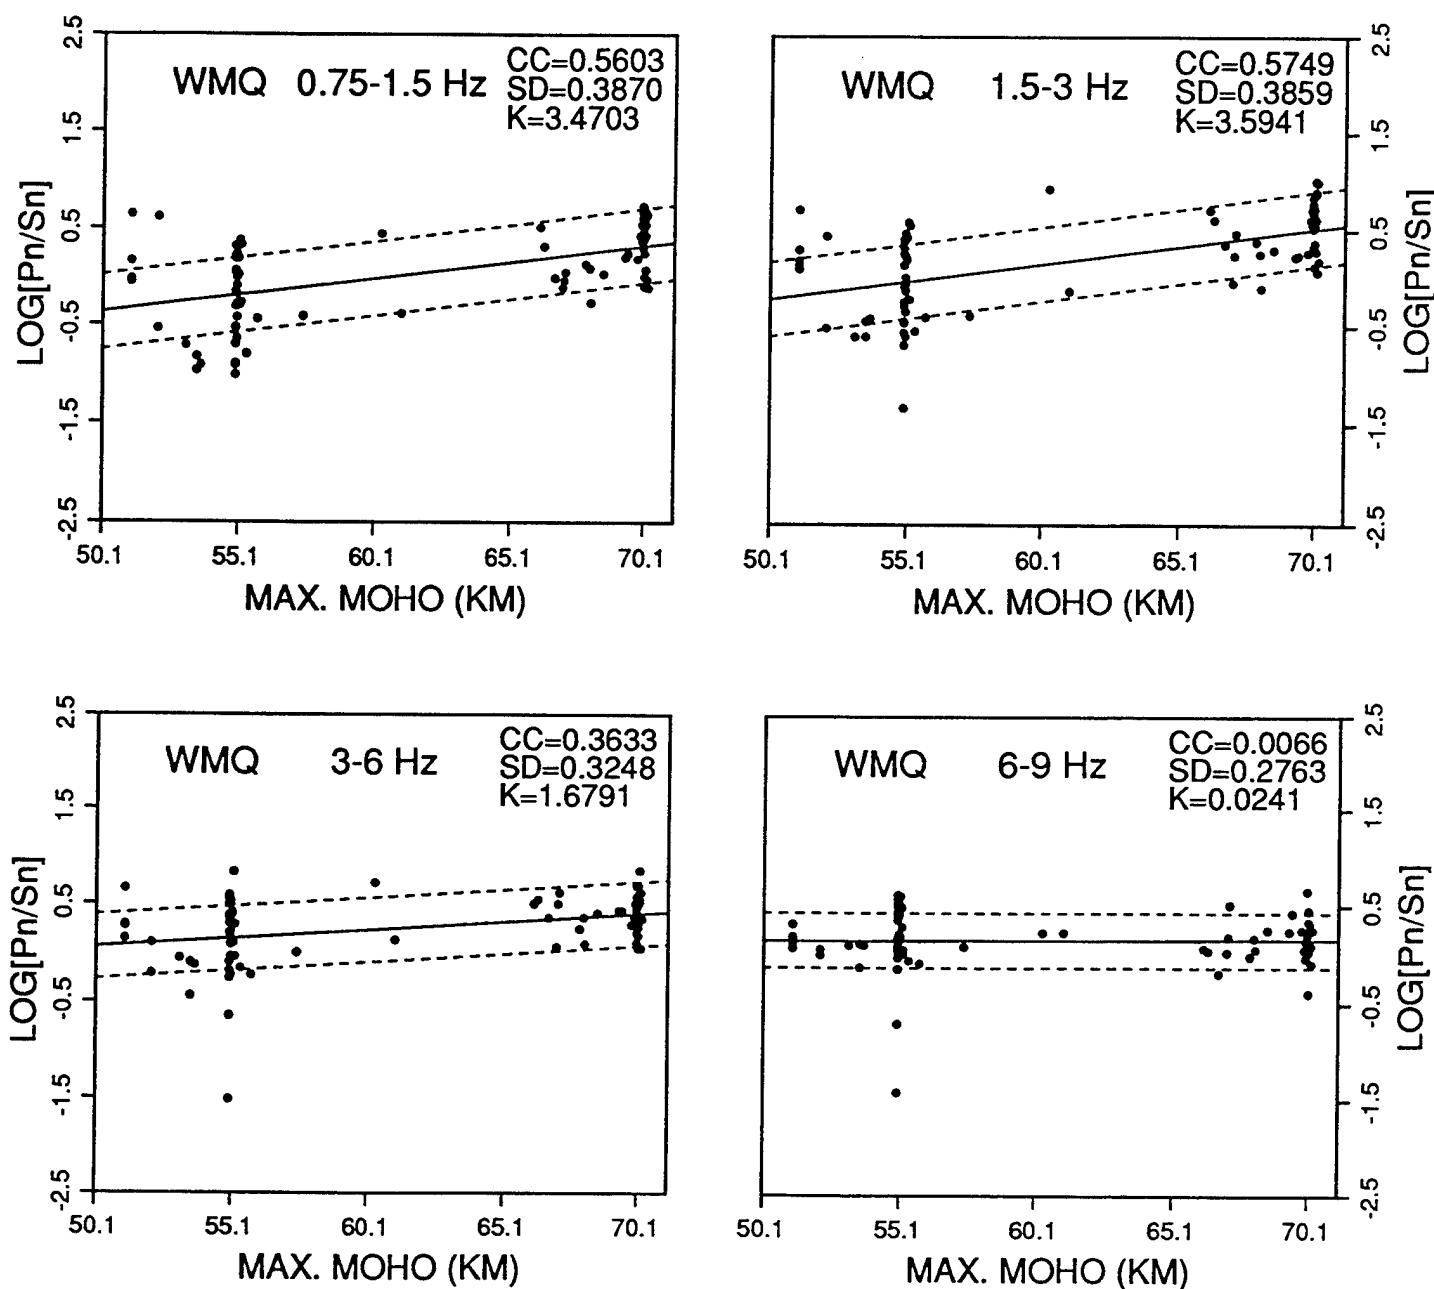 WMQ 0.75-1.5 Hz
CC=0.5603
SD=0.3870
K=3.4703
LOG[Pn/Sn]
2.5
1.5
0.5
-0.5
-1.5
-2.5
50.1 55.1 60.1 65.1 70.1
MAX. MOHO (KM)
WMQ 1.5-3 Hz
CC=0.5749
SD=0.3859
K=3.5941
2.5
1.5
0.5
-0.5
-1.5
-2.5
LOG[Pn/Sn]
50.1 55.1 60.1 65.1 70.1
MAX. MOHO (KM)
WMQ 3-6 Hz
CC=0.3633
SD=0.3248
K=1.6791
LOG[Pn/Sn]
2.5
1.5
0.5
-0.5
-1.5
-2.5
50.1 55.1 60.1 65.1 70.1
MAX. MOHO (KM)
WMQ 6-9 Hz
CC=0.0066
SD=0.2763
K=0.0241
2.5
1.5
0.5
-0.5
-1.5
-2.5
LOG[Pn/Sn]
50.1 55.1 60.1 65.1 70.1
MAX. MOHO (KM)